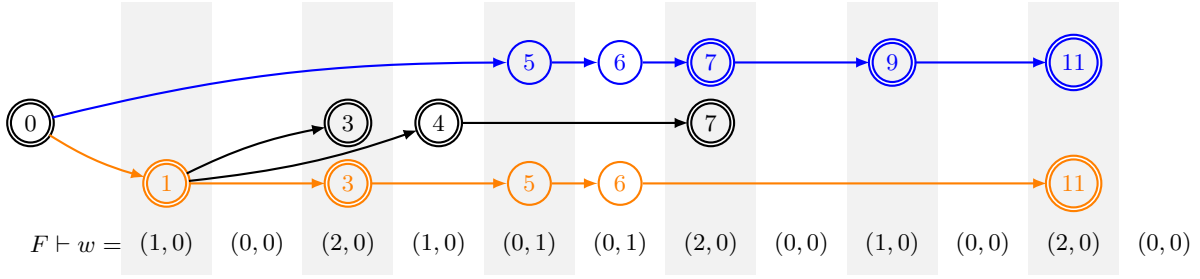 5 6 7 9 11
0 3 4 7
1 3 5 6 11
F ⊢ w = (1, 0) (0, 0) (2, 0) (1, 0) (0, 1) (0, 1) (2, 0) (0, 0) (1, 0) (0, 0) (2, 0) (0, 0)